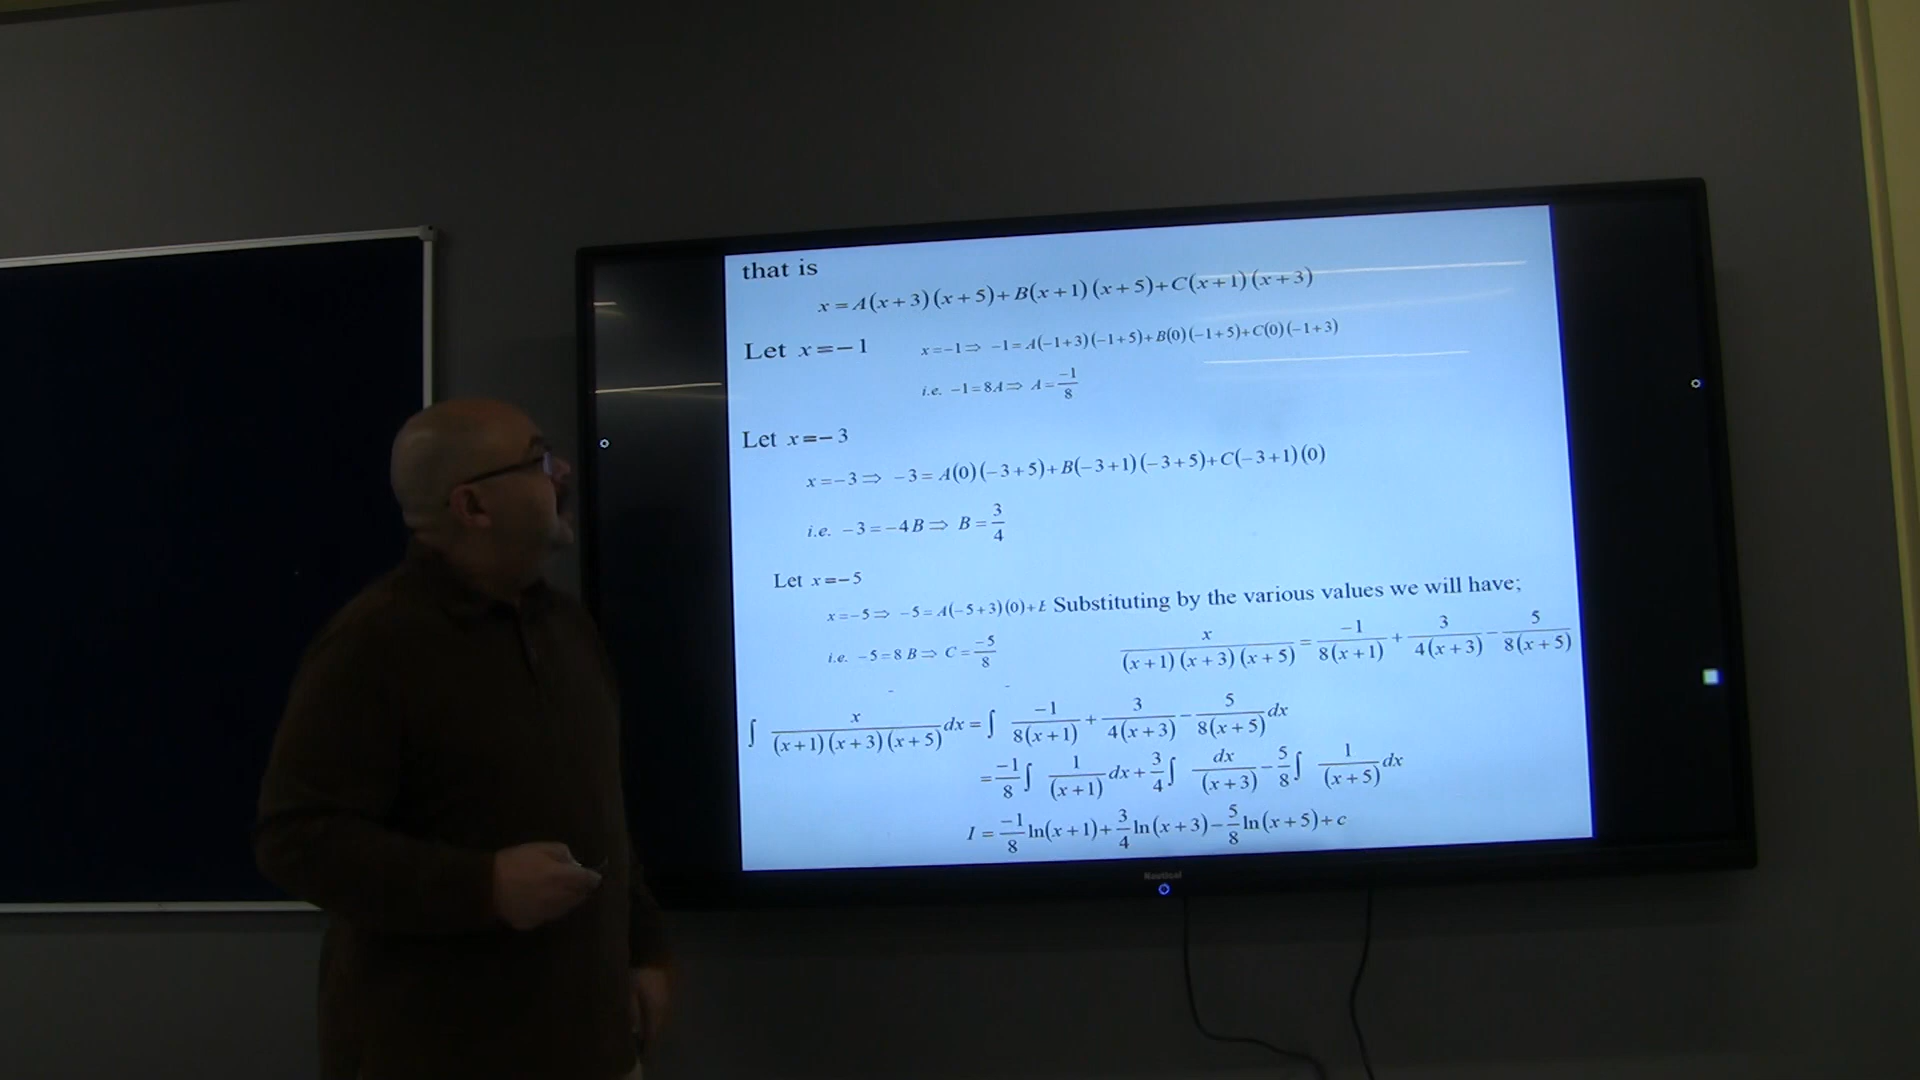 that is
x = A(x+3)(x+5)+B(x+1)(x+5)+C(x+1)(x+3)
Let x=−1 x=−1⇒ −1=A(−1+3)(−1+5)+B(0)(−1+5)+C(0)(−1+3)
i.e. −1=8A⇒ A=−1/8
Let x=−3
x=−3⇒ −3=A(0)(−3+5)+B(−3+1)(−3+5)+C(−3+1)(0)
i.e. −3=−4B⇒ B=3/4
Let x=−5
x=−5⇒ −5=A(−5+3)(0)+ Substituting by the various values we will have;
i.e. −5=8B⇒ C=−5/8 x/((x+1)(x+3)(x+5)) = −1/(8(x+1)) + 3/(4(x+3)) − 5/(8(x+5))
∫ x/((x+1)(x+3)(x+5)) dx = ∫ −1/(8(x+1)) + 3/(4(x+3)) − 5/(8(x+5)) dx
= −1/8 ∫ 1/(x+1) dx + 3/4 ∫ dx/(x+3) − 5/8 ∫ 1/(x+5) dx
I = −1/8 ln(x+1)+3/4 ln(x+3)−5/8 ln(x+5)+c
Nautical